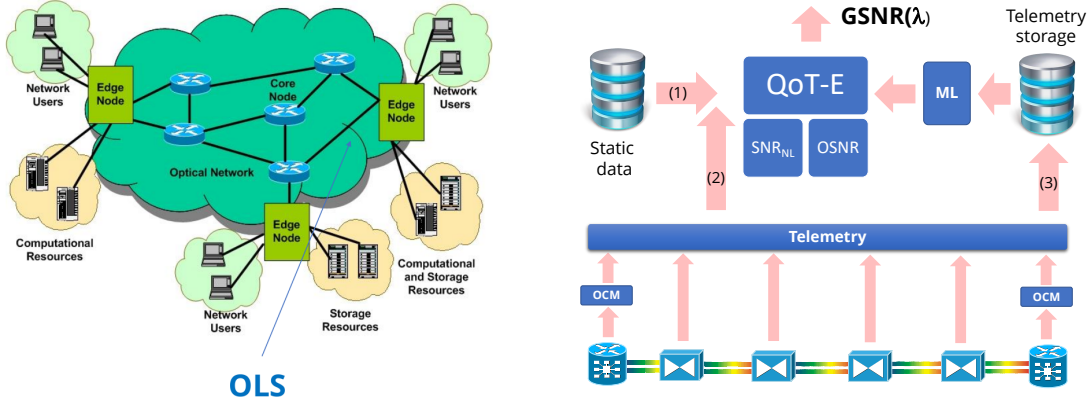 Network
Users
Edge
Node
Core
Node
Edge
Node
Network
Users
Optical Network
Computational
Resources
Edge
Node
Network
Users
Storage
Resources
Computational
and Storage
Resources
OLS
GSNR(λ)
Telemetry
storage
Static
data
(1)
QoT-E
SNRNL
OSNR
ML
(2)
(3)
Telemetry
OCM
OCM